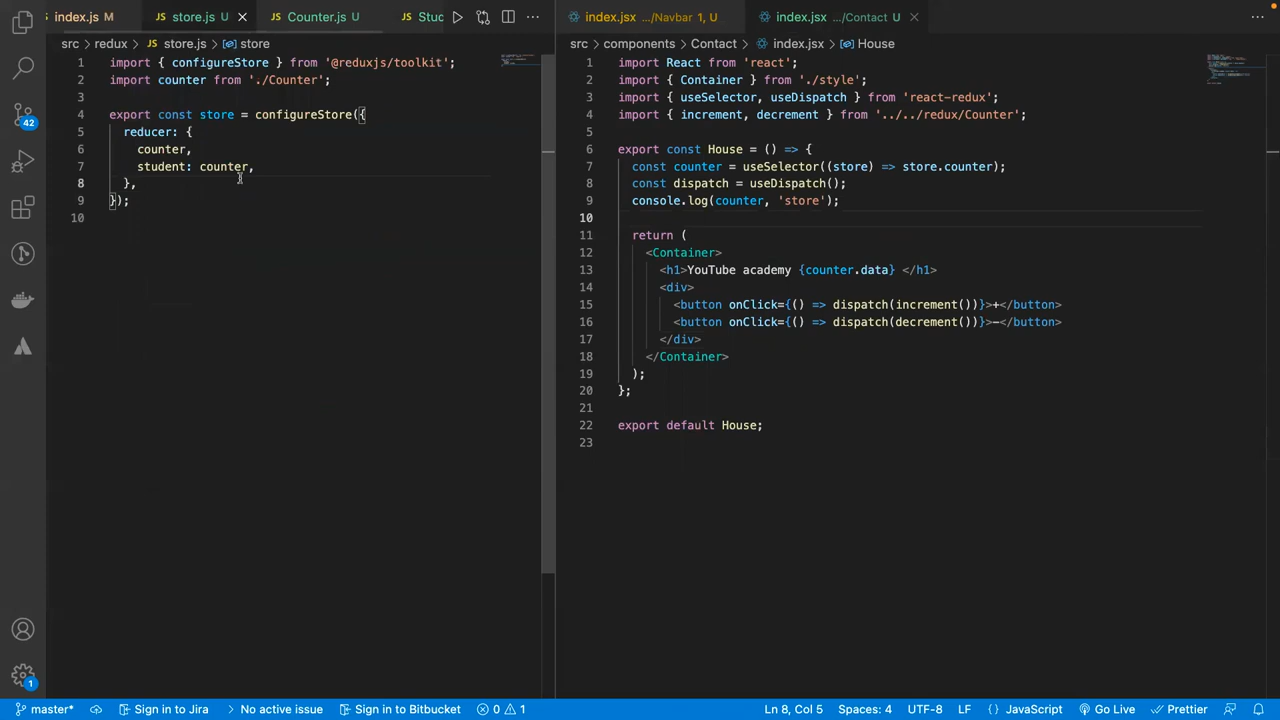 index.js M store.js Counter.js U Stuc index.jsx .../Navbar 1, U index.jsx .../Contact U
src > redux > store.js > store
src > components > Contact > index.jsx > House
1 import { configureStore } from '@reduxjs/toolkit';
2 import counter from './Counter';
3
4 export const store = configureStore({
5 reducer: {
6 counter,
7 student: counter,
8 },
9 });
10
1 import React from 'react';
2 import { Container } from './style';
3 import { useSelector, useDispatch } from 'react-redux';
4 import { increment, decrement } from '../../redux/Counter';
5
6 export const House = () => {
7 const counter = useSelector((store) => store.counter);
8 const dispatch = useDispatch();
9 console.log(counter, 'store');
10
11 return (
12 <Container>
13 <h1>YouTube academy {counter.data} </h1>
14 <div>
15 <button onClick={() => dispatch(increment())}>+</button>
16 <button onClick={() => dispatch(decrement())}>-</button>
17 </div>
18 </Container>
19 );
20 };
21
22 export default House;
23
42
1
master* Sign in to Jira No active issue Sign in to Bitbucket 0 1 Ln 8, Col 5 Spaces: 4 UTF-8 LF {} JavaScript Go Live Prettier